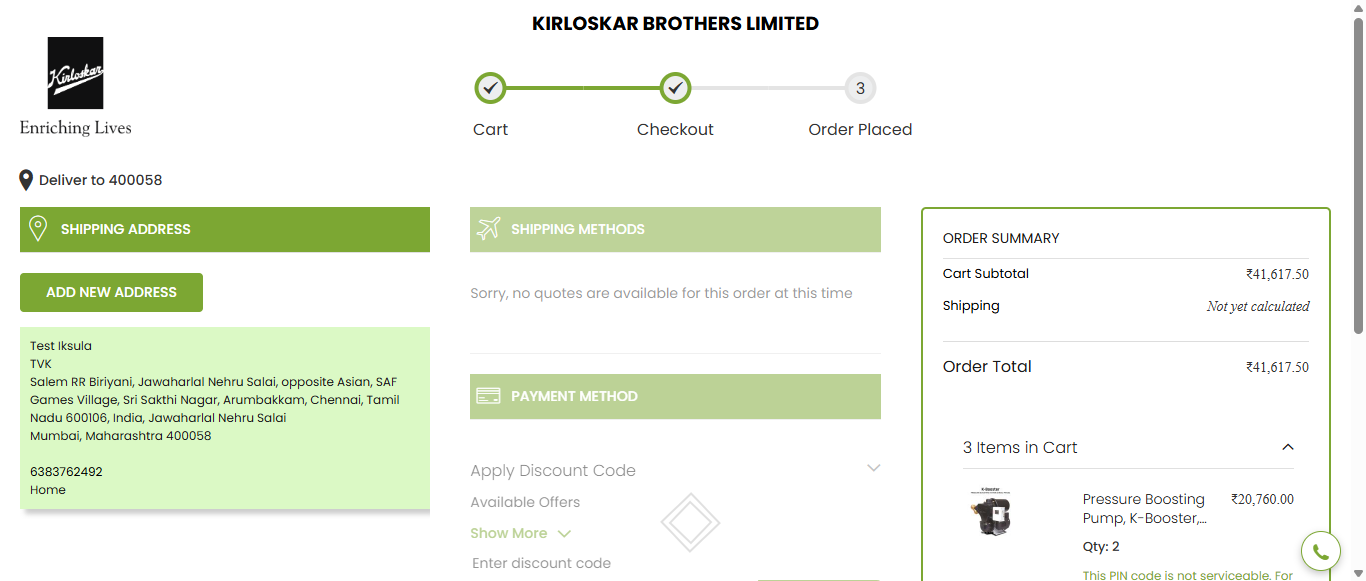 KIRLOSKAR BROTHERS LIMITED
Kirloskar
Enriching Lives
3
Cart
Checkout
Order Placed
Deliver to 400058
SHIPPING ADDRESS
ADD NEW ADDRESS
Test Iksula
TVK
Salem RR Biriyani, Jawaharlal Nehru Salai, opposite Asian, SAF
Games Village, Sri Sakthi Nagar, Arumbakkam, Chennai, Tamil
Nadu 600106, India, Jawaharlal Nehru Salai
Mumbai, Maharashtra 400058
6383762492
Home
SHIPPING METHODS
Sorry, no quotes are available for this order at this time
PAYMENT METHOD
Apply Discount Code
Available Offers
Show More
Enter discount code
ORDER SUMMARY
Cart Subtotal ₹41,617.50
Shipping Not yet calculated
Order Total ₹41,617.50
3 Items in Cart
K-Booster
Pressure Boosting ₹20,760.00
Pump, K-Booster,...
Qty: 2
This PIN code is not serviceable. For